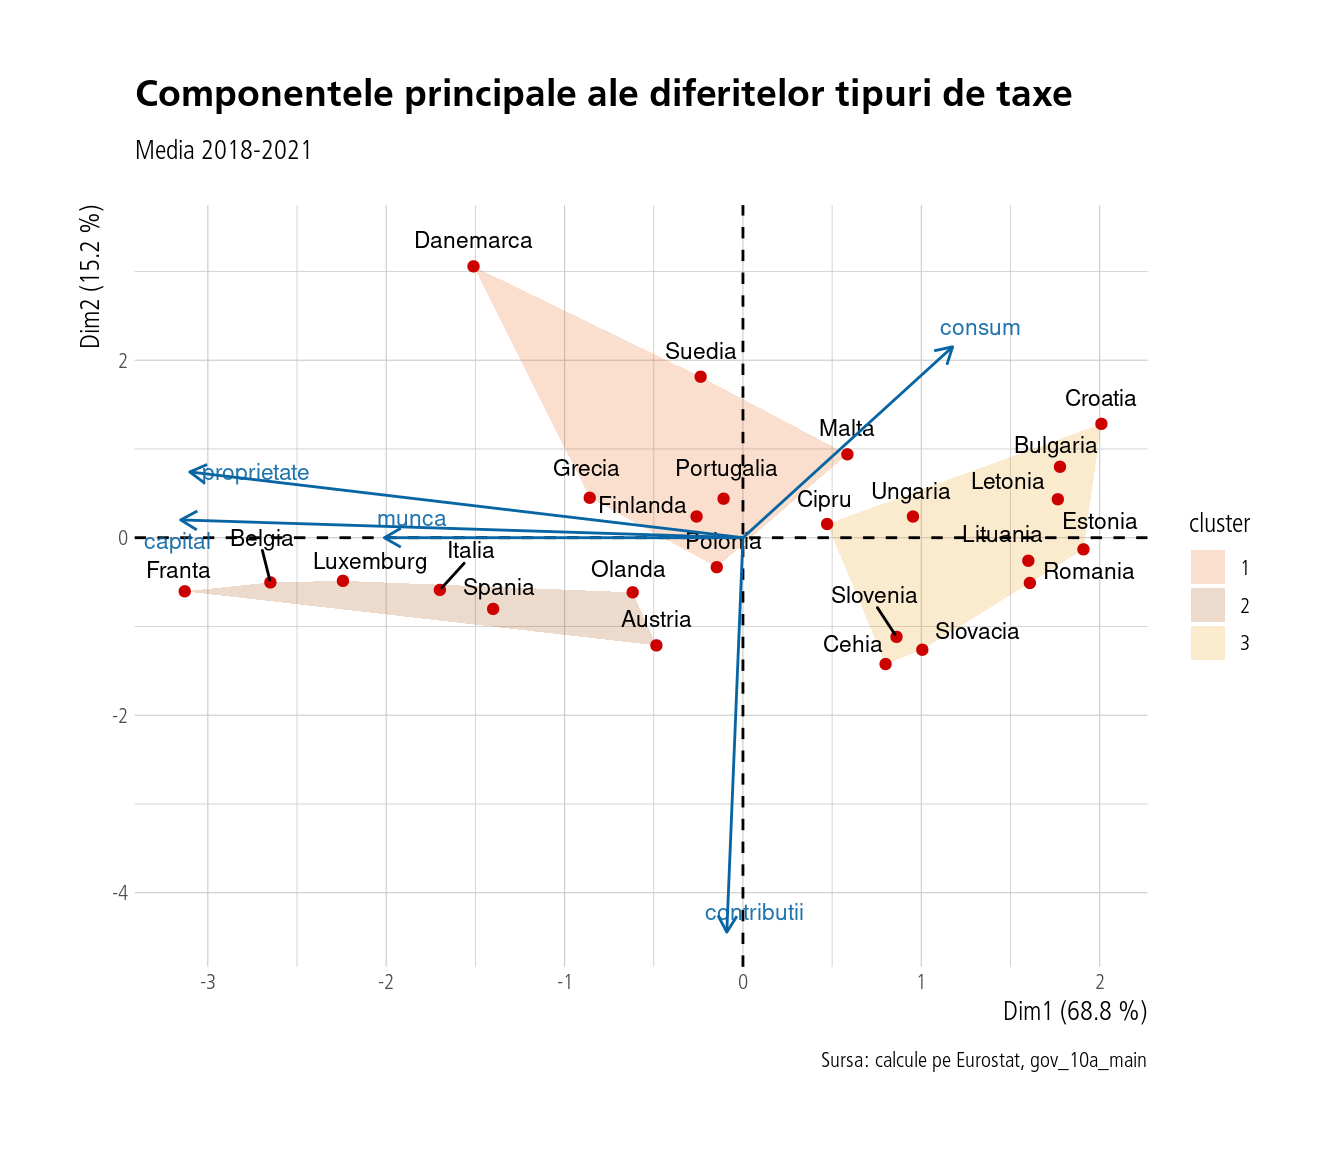 Componentele principale ale diferitelor tipuri de taxe
Media 2018-2021
Dim2 (15.2 %)
Danemarca
consum
Suedia
2
Croatia
Malta
Bulgaria
Grecia
Portugalia
proprietate
Letonia
Ungaria
Cipru
Finlanda
munca
Estonia
cluster
Lituania
0
Belgia
capital
Polonia
Italia
Luxemburg
1
Franta
Olanda
Romania
Spania
Slovenia
2
Austria
Slovacia
Cehia
3
-2
-4
contributii
-3 -2 -1 0 1 2
Dim1 (68.8 %)
Sursa: calcule pe Eurostat, gov_10a_main